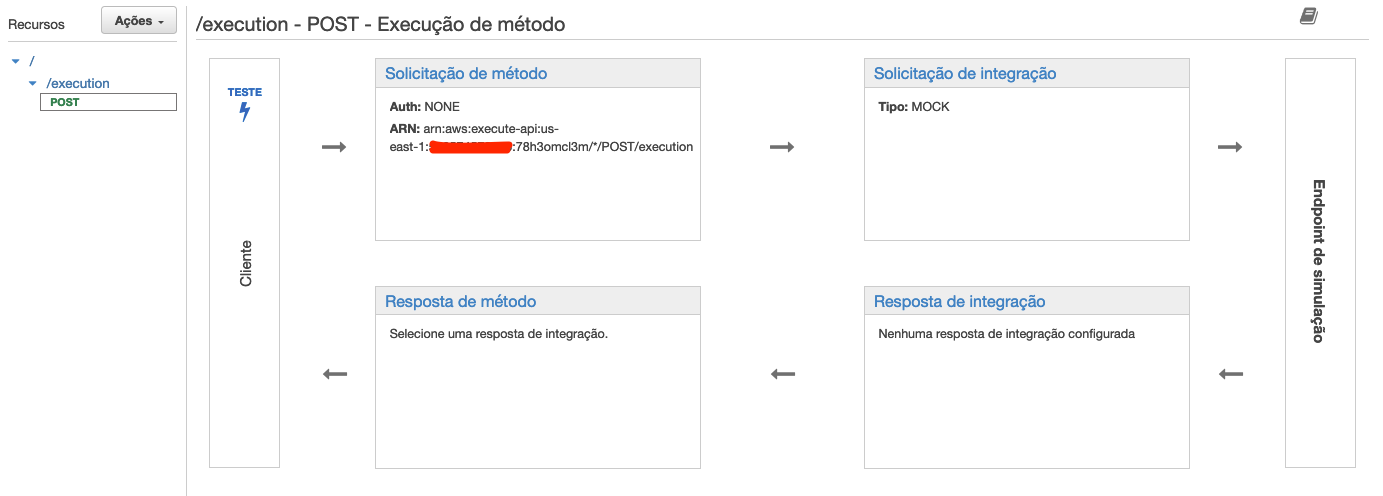 Recursos
Ações
/execution - POST - Execução de método
/
/execution
POST
TESTE
Cliente
Solicitação de método
Auth: NONE
ARN: arn:aws:execute-api:us-
east-1: :78h3omcl3m/*/POST/execution
Solicitação de integração
Tipo: MOCK
Endpoint de simulação
Resposta de método
Selecione uma resposta de integração.
Resposta de integração
Nenhuma resposta de integração configurada